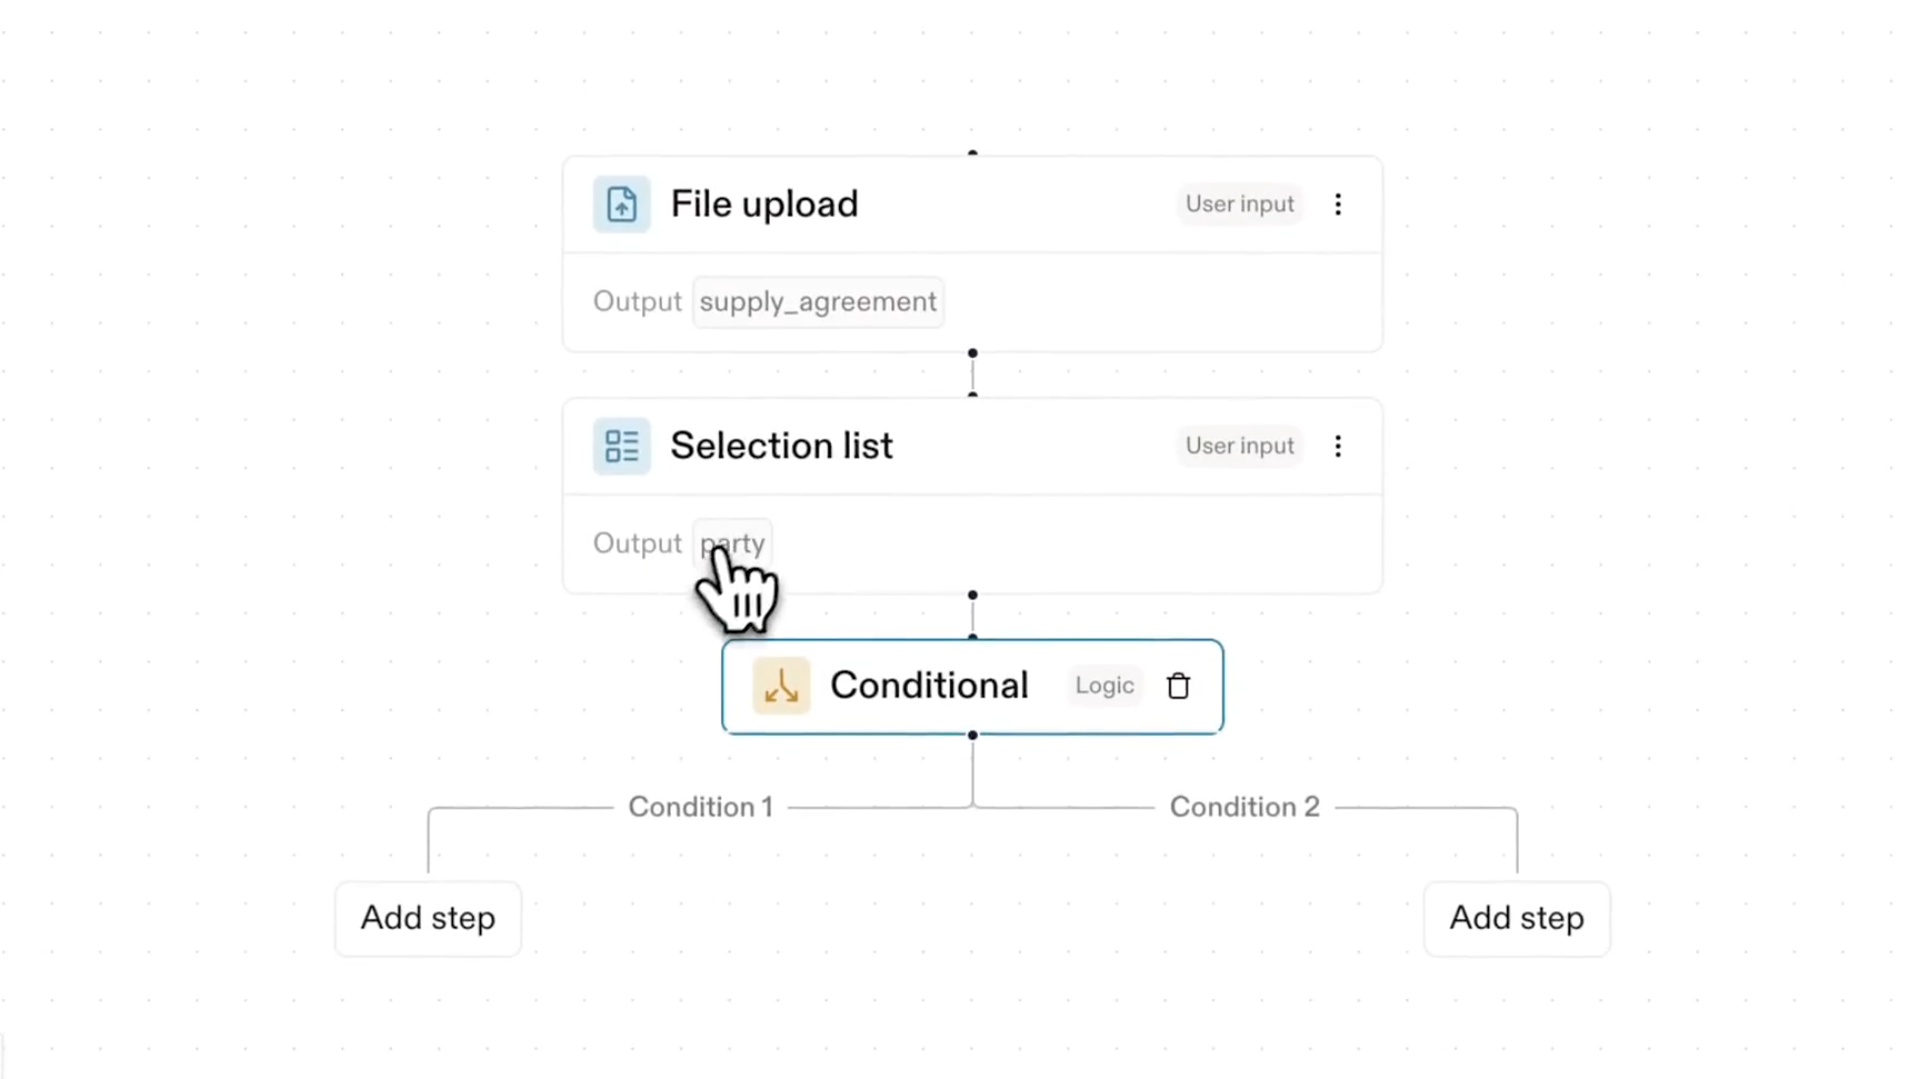 File upload
User input
Output supply_agreement
Selection list
User input
Output party
Conditional
Logic
Condition 1
Condition 2
Add step
Add step